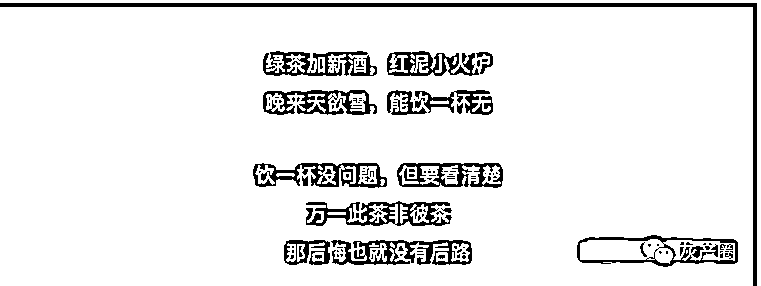 绿茶加新酒，红泥小火炉
晚来天欲雪，能饮一杯无
饮一杯没问题，但要看清楚
万一此茶非彼茶
那后悔也就没有后路
灰产圈